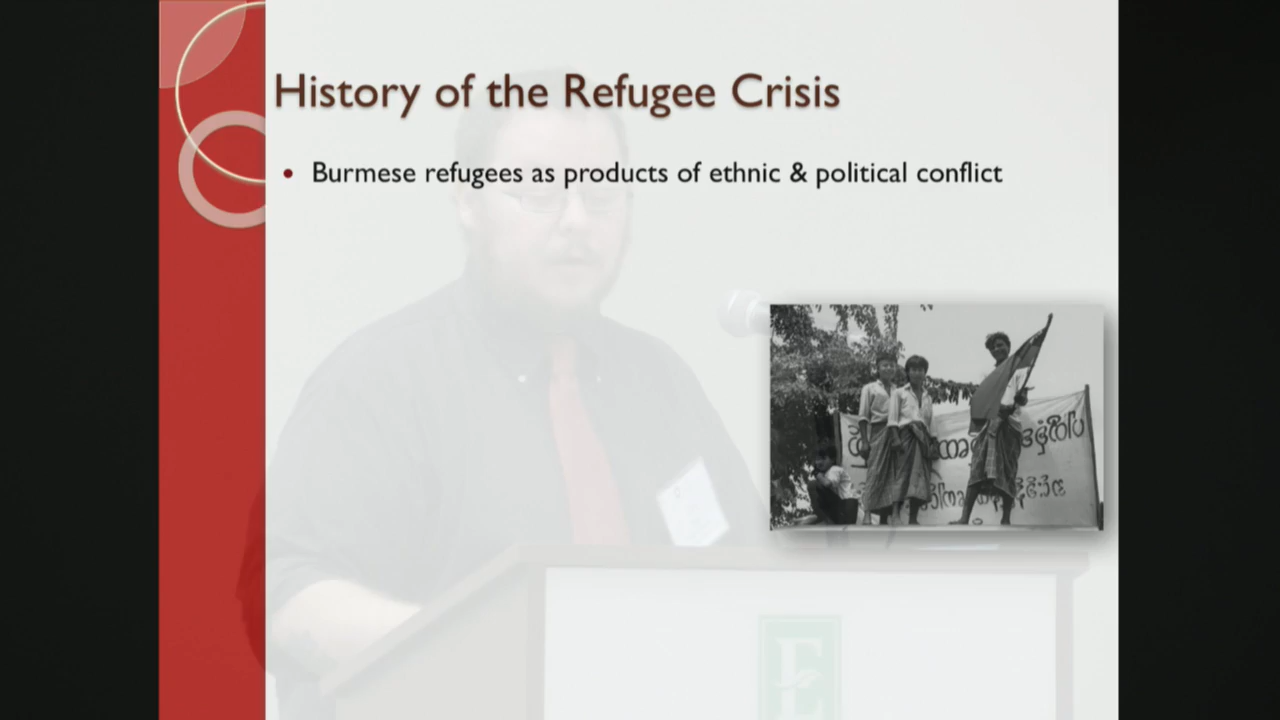 History of the Refugee Crisis
• Burmese refugees as products of ethnic & political conflict
E